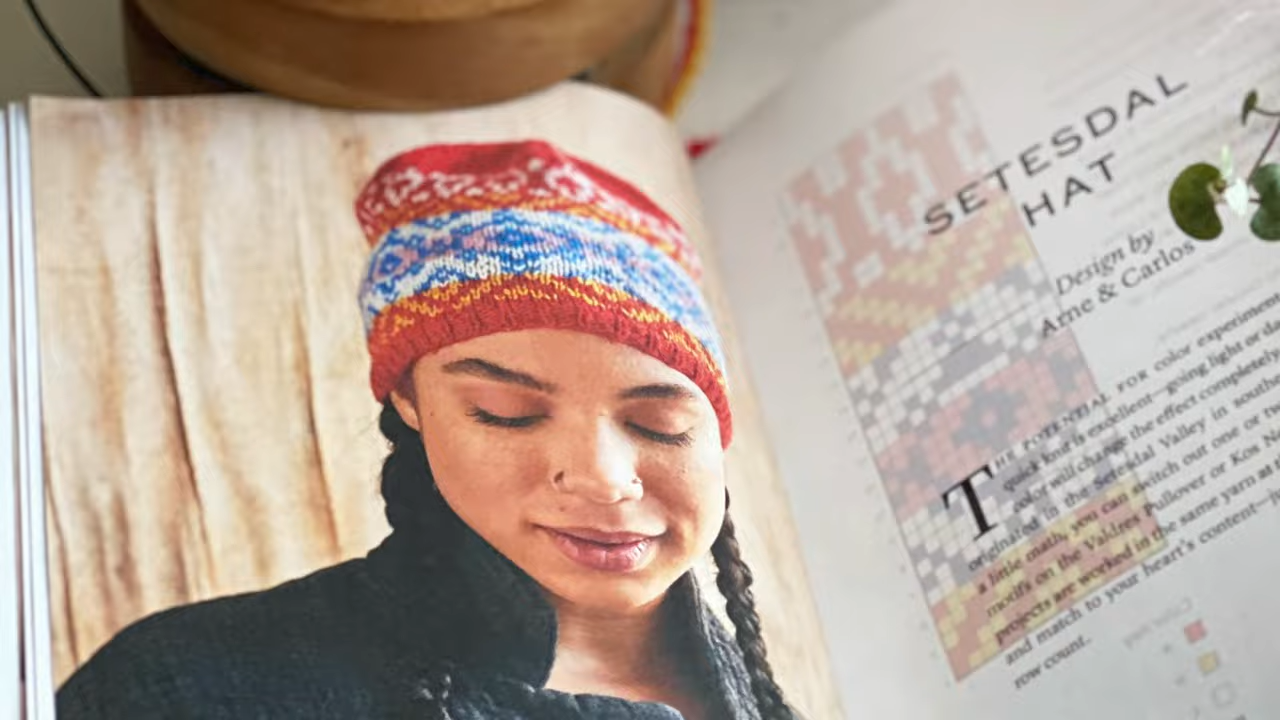 SETESDAL
HAT
Design by
Arne & Carlos
THE POTENTIAL FOR color experiment
quick knit is excellent—going light or da
color will change the effect completely
originated in the Setesdal Valley in southe
a little math, you can switch out one or tw
motifs on the Valdres Pullover or Kos N
projects are worked in the same yarn at
and match to your heart's content—j
row count.